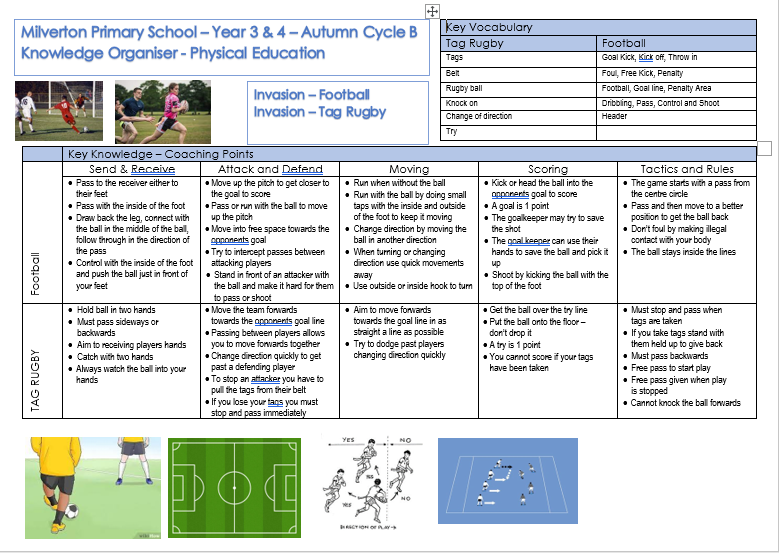 Milverton Primary School – Year 3 & 4 – Autumn Cycle B
Knowledge Organiser - Physical Education
Invasion – Football
Invasion – Tag Rugby
Key Vocabulary
Tag Rugby Football
Tags Goal Kick, Kick off, Throw in
Belt Foul, Free Kick, Penalty
Rugby ball Football, Goal line, Penalty Area
Knock on Dribbling, Pass, Control and Shoot
Change of direction Header
Try
Key Knowledge – Coaching Points
Send & Receive Attack and Defend Moving Scoring Tactics and Rules
Football
• Pass to the receiver either to
their feet
• Pass with the inside of the foot
• Draw back the leg, connect with
the ball in the middle of the ball,
follow through in the direction of
the pass
• Control with the inside of the foot
and push the ball just in front of
your feet
• Move up the pitch to get closer to
the goal to score
• Pass or run with the ball to move
up the pitch
• Move into free space towards the
opponents goal
• Try to intercept passes between
attacking players
• Stand in front of an attacker with
the ball and make it hard for them
to pass or shoot
• Run when without the ball
• Run with the ball by doing small
taps with the inside and outside
of the foot to keep it moving
• Change direction by moving the
ball in another direction
• When turning or changing
direction use quick movements
away
• Use outside or inside hook to turn
• Kick or head the ball into the
opponents goal to score
• A goal is 1 point
• The goalkeeper may try to save
the shot
• The goal keeper can use their
hands to save the ball and pick it
up
• Shoot by kicking the ball with the
top of the foot
• The game starts with a pass from
the centre circle
• Pass and then move to a better
position to get the ball back
• Don't foul by making illegal
contact with your body
• The ball stays inside the lines
TAG RUGBY
• Hold ball in two hands
• Must pass sideways or
backwards
• Aim to receiving players hands
• Catch with two hands
• Always watch the ball into your
hands
• Move the team forwards
towards the opponents goal line
• Passing between players allows
you to move forwards together
• Change direction quickly to get
past a defending player
• To stop an attacker you have to
pull the tags from their belt
• If you lose your tags you must
stop and pass immediately
• Aim to move forwards
towards the goal line in as
straight a line as possible
• Try to dodge past players
changing direction quickly
• Get the ball over the try line
• Put the ball onto the floor –
don't drop it
• A try is 1 point
• You cannot score if your tags
have been taken
• Must stop and pass when
tags are taken
• If you take tags stand with
them held up to give back
• Must pass backwards
• Free pass to start play
• Free pass given when play
is stopped
• Cannot knock the ball forwards
YES NO
YES NO
NO
DIRECTION OF PLAY